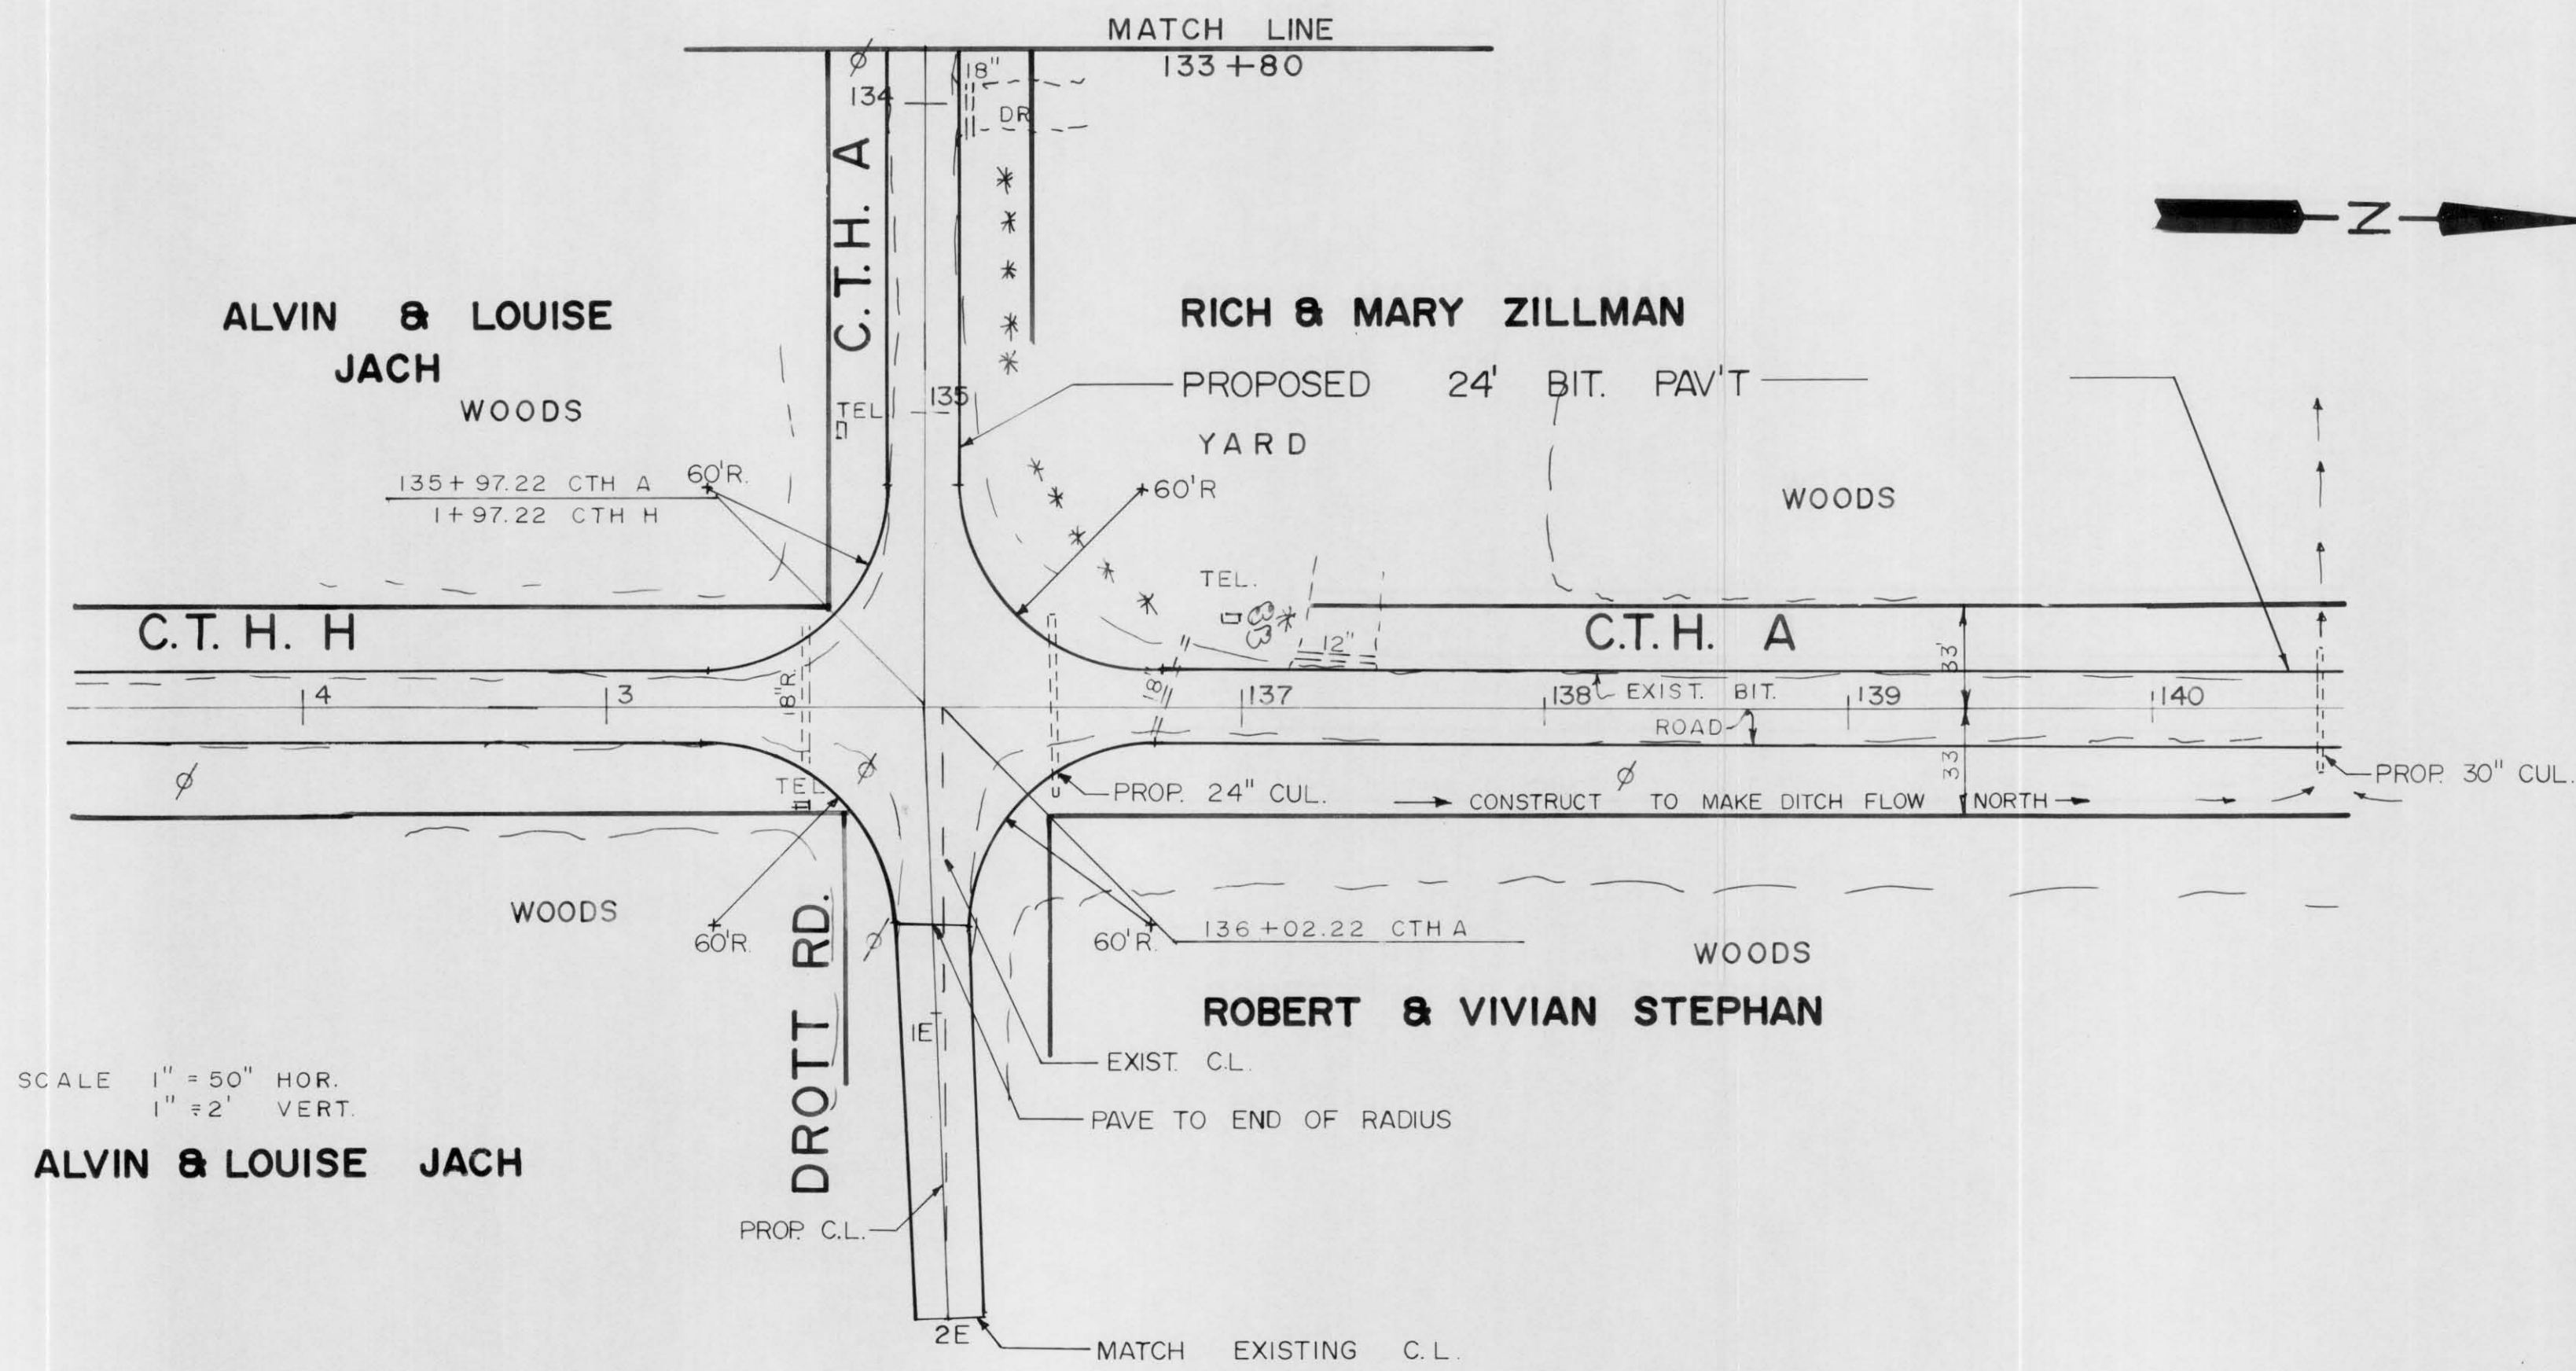 MATCH LINE
133+80
18"
134
DR
C.T.H. A
N
ALVIN & LOUISE
JACH
WOODS
RICH & MARY ZILLMAN
PROPOSED 24' BIT. PAV'T
TEL
135
YARD
135+97.22 CTH A
1+97.22 CTH H
60'R.
60'R
WOODS
TEL.
C.T.H. H
12"
C.T.H. A
33'
4
3
18"R.
18"
137
138
EXIST. BIT.
139
140
ROAD
TEL
33'
PROP. 24" CUL.
CONSTRUCT TO MAKE DITCH FLOW NORTH
PROP. 30" CUL.
WOODS
60'R.
DROTT RD.
60'R.
136+02.22 CTH A
WOODS
ROBERT & VIVIAN STEPHAN
1E
EXIST. C.L.
SCALE 1" = 50" HOR.
1" = 2' VERT.
PAVE TO END OF RADIUS
ALVIN & LOUISE JACH
PROP. C.L.
2E
MATCH EXISTING C.L.